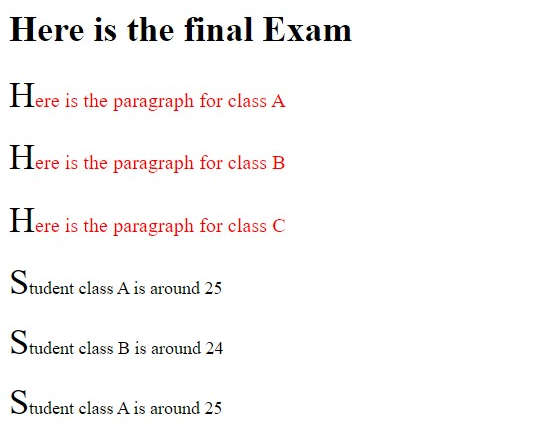 Here is the final Exam
Here is the paragraph for class A
Here is the paragraph for class B
Here is the paragraph for class C
Student class A is around 25
Student class B is around 24
Student class A is around 25